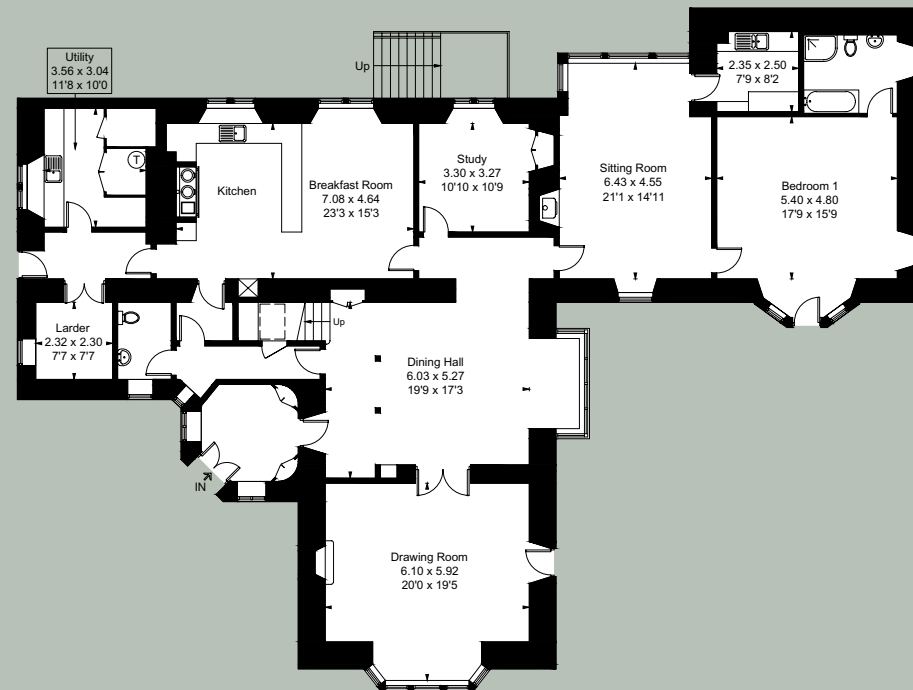 Utility
3.56 x 3.04
11'8 x 10'0
Up
2.35 x 2.50
7'9 x 8'2
T
Kitchen
Breakfast Room
7.08 x 4.64
23'3 x 15'3
Study
3.30 x 3.27
10'10 x 10'9
Sitting Room
6.43 x 4.55
21'1 x 14'11
Bedroom 1
5.40 x 4.80
17'9 x 15'9
Larder
2.32 x 2.30
7'7 x 7'7
Up
Dining Hall
6.03 x 5.27
19'9 x 17'3
IN
Drawing Room
6.10 x 5.92
20'0 x 19'5